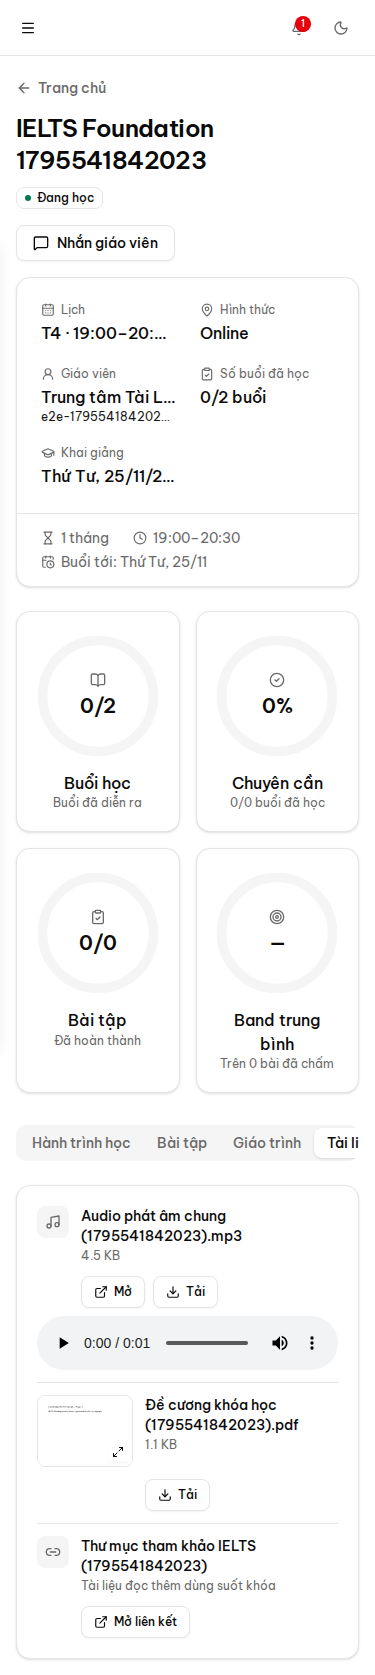 1
Trang chủ
IELTS Foundation
1795541842023
Đang học
Nhắn giáo viên
Lịch
T4 · 19:00–20:...
Hình thức
Online
Giáo viên
Trung tâm Tài L...
e2e-179554184202...
Số buổi đã học
0/2 buổi
Khai giảng
Thứ Tư, 25/11/2...
1 tháng
19:00–20:30
Buổi tới: Thứ Tư, 25/11
0/2
Buổi học
Buổi đã diễn ra
0%
Chuyên cần
0/0 buổi đã học
0/0
Bài tập
Đã hoàn thành
–
Band trung
bình
Trên 0 bài đã chấm
Hành trình học
Bài tập
Giáo trình
Tài li
Audio phát âm chung
(1795541842023).mp3
4.5 KB
Mở
Tải
0:00 / 0:01
Đề cương khóa học
(1795541842023).pdf
1.1 KB
Tải
Thư mục tham khảo IELTS
(1795541842023)
Tài liệu đọc thêm dùng suốt khóa
Mở liên kết